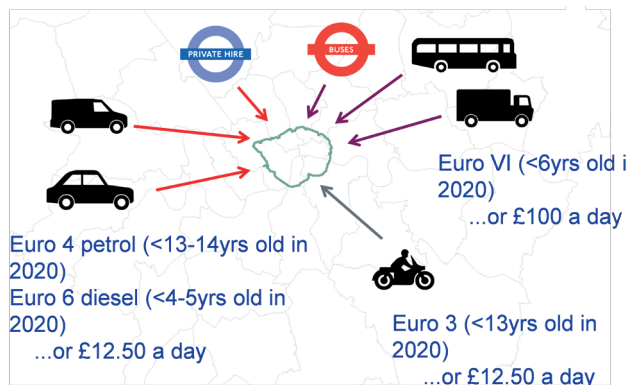 PRIVATE HIRE
BUSES
Euro VI (<6yrs old i
2020)
...or £100 a day
Euro 4 petrol (<13-14yrs old in
2020)
Euro 6 diesel (<4-5yrs old in
2020)
...or £12.50 a day
Euro 3 (<13yrs old in
2020)
...or £12.50 a day